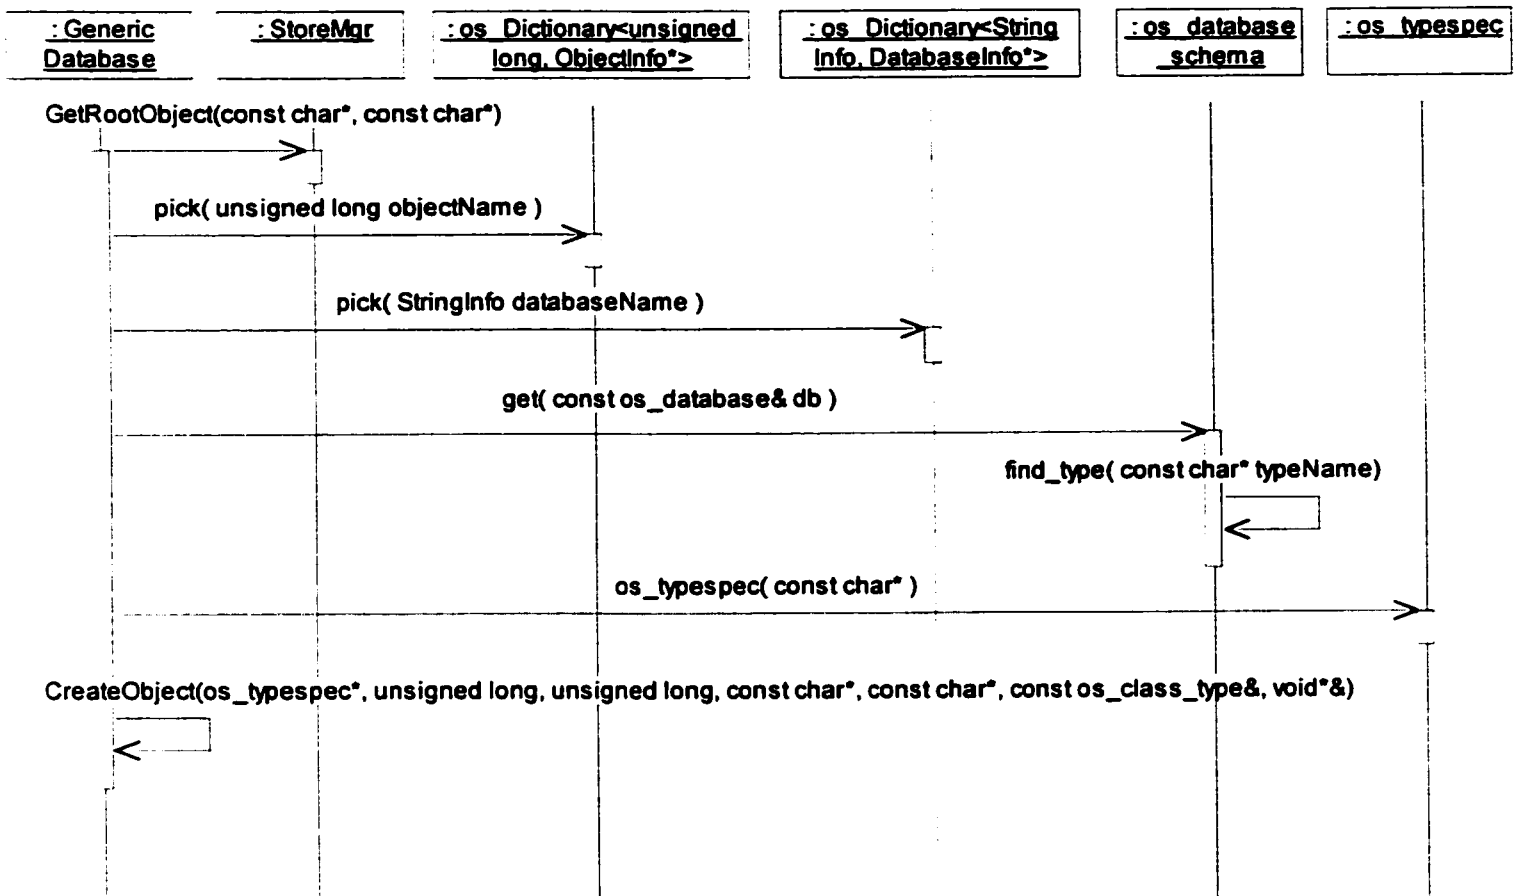 : Generic
Database
: StoreMgr
: os_Dictionary<unsigned
long, ObjectInfo*>
: os_Dictionary<String
Info, DatabaseInfo*>
: os_database
_schema
: os_typespec
GetRootObject(const char*, const char*)
pick( unsigned long objectName )
pick( StringInfo databaseName )
get( const os_database& db )
find_type( const char* typeName)
os_typespec( const char* )
CreateObject(os_typespec*, unsigned long, unsigned long, const char*, const char*, const os_class_type&, void*&)